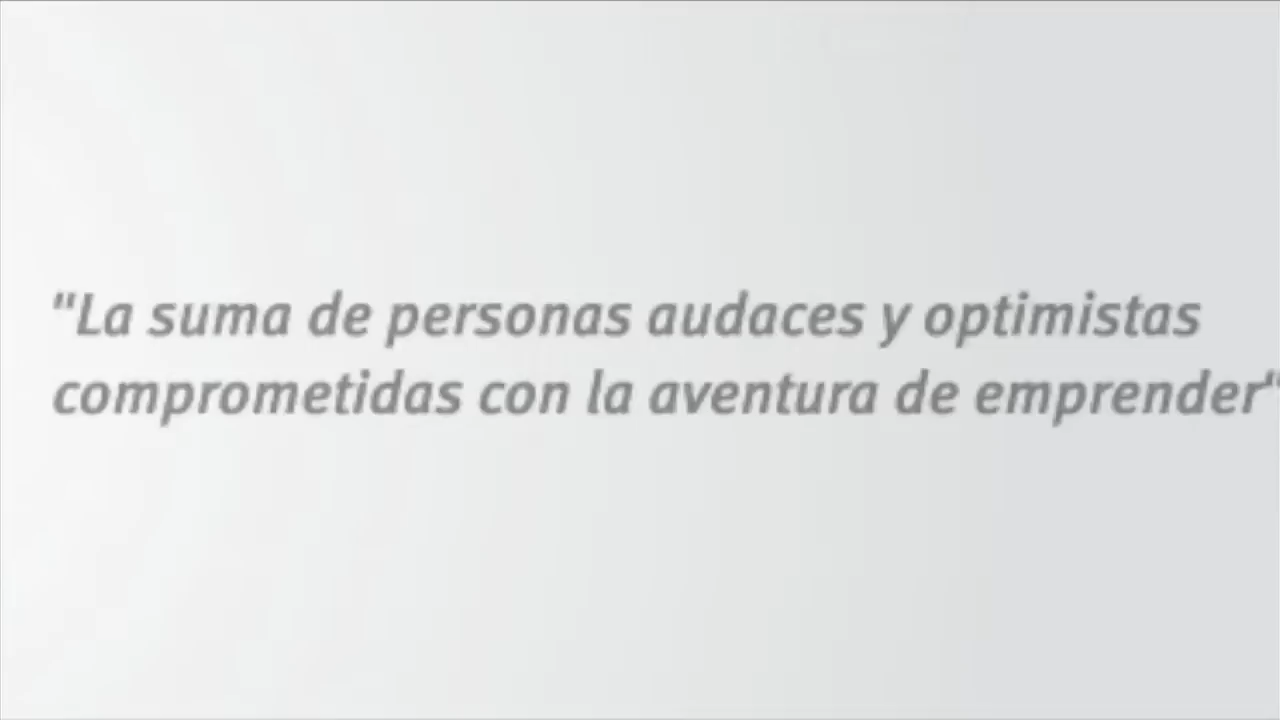 "La suma de personas audaces y optimistas
comprometidas con la aventura de emprender"